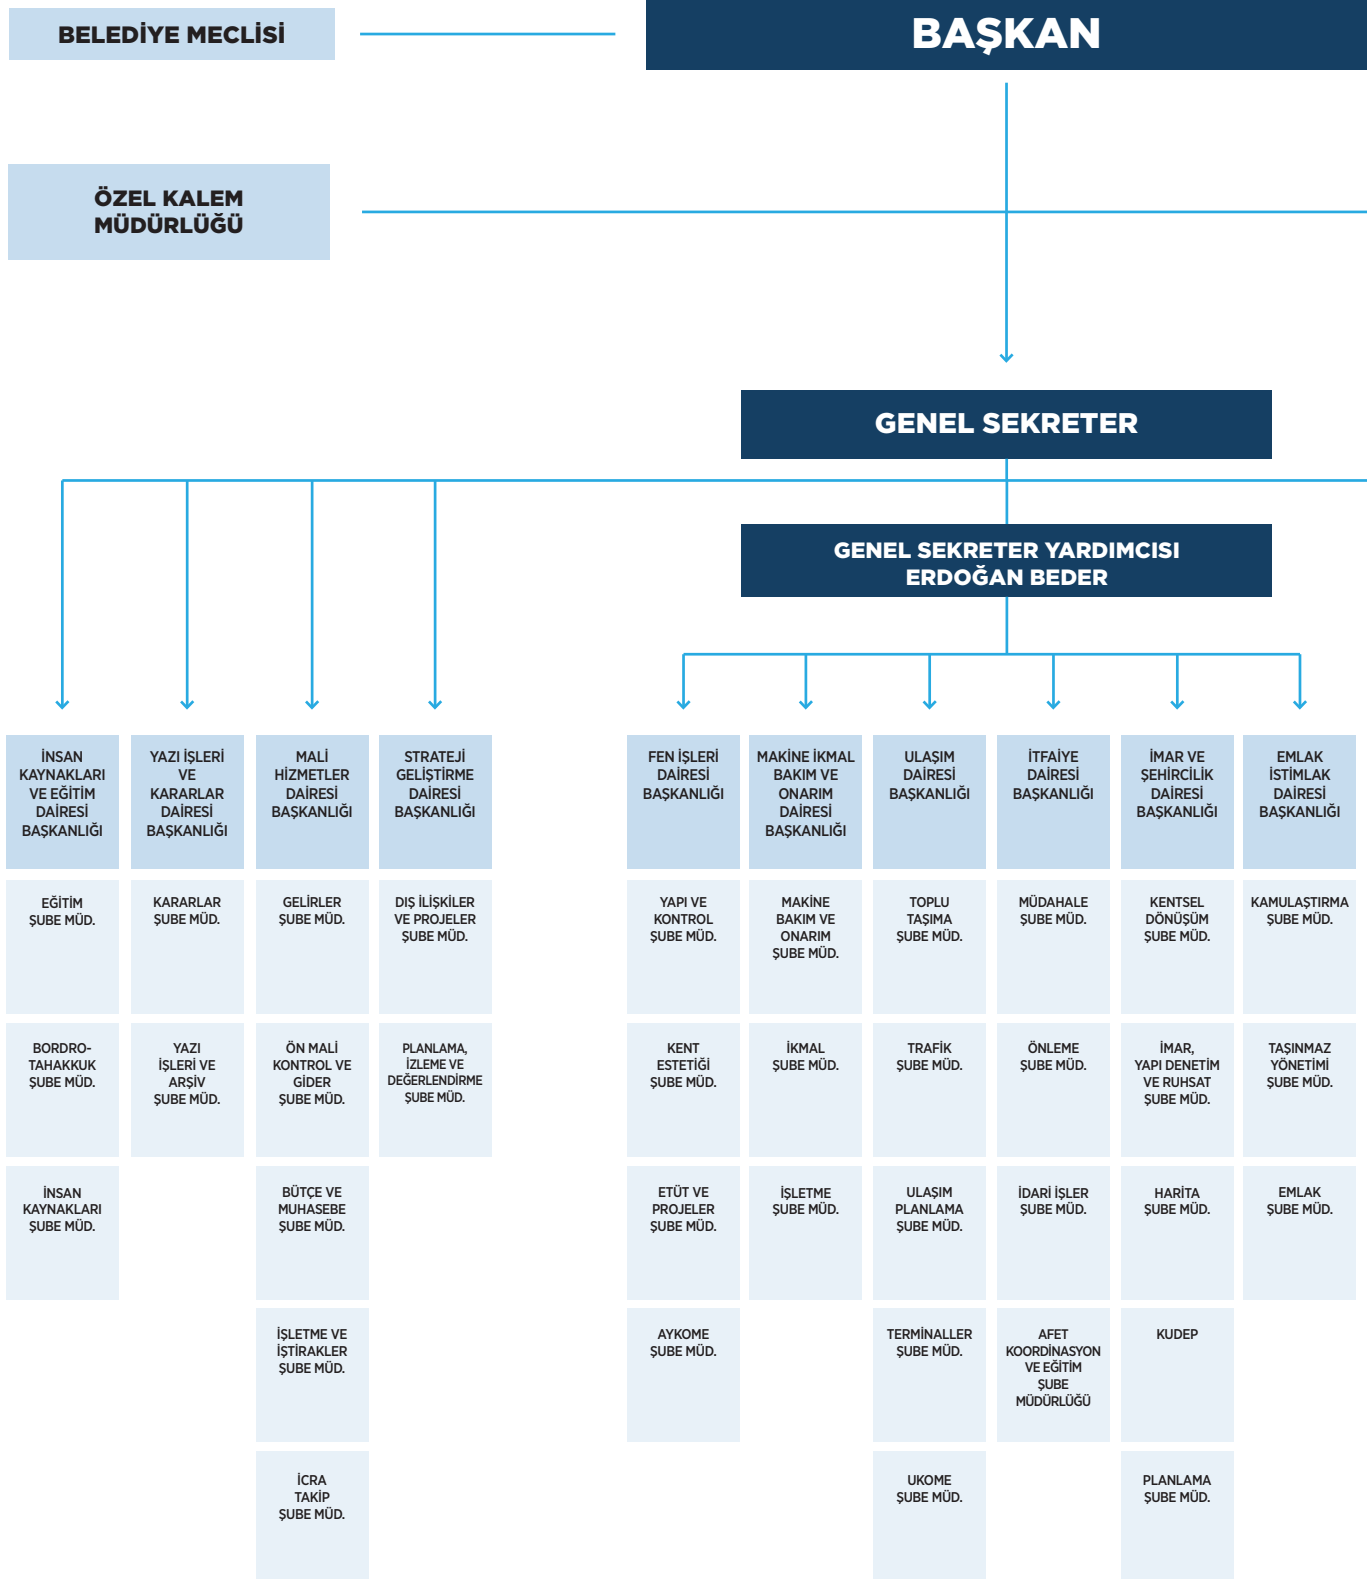 BELEDİYE MECLİSİ
BAŞKAN
ÖZEL KALEM
MÜDÜRLÜĞÜ
GENEL SEKRETER
GENEL SEKRETER YARDIMCISI
ERDOĞAN BEDER
İNSAN
KAYNAKLARI
VE EĞİTİM
DAİRESİ
BAŞKANLIĞI
EĞİTİM
ŞUBE MÜD.
BORDRO-
TAHAKKUK
ŞUBE MÜD.
İNSAN
KAYNAKLARI
ŞUBE MÜD.
YAZI İŞLERİ
VE
KARARLAR
DAİRESİ
BAŞKANLIĞI
KARARLAR
ŞUBE MÜD.
YAZI
İŞLERİ VE
ARŞİV
ŞUBE MÜD.
MALİ
HİZMETLER
DAİRESİ
BAŞKANLIĞI
GELİRLER
ŞUBE MÜD.
ÖN MALİ
KONTROL VE
GİDER
ŞUBE MÜD.
BÜTÇE VE
MUHASEBE
ŞUBE MÜD.
İŞLETME VE
İŞTİRAKLER
ŞUBE MÜD.
İCRA
TAKİP
ŞUBE MÜD.
STRATEJİ
GELİŞTİRME
DAİRESİ
BAŞKANLIĞI
DIŞ İLİŞKİLER
VE PROJELER
ŞUBE MÜD.
PLANLAMA,
İZLEME VE
DEĞERLENDİRME
ŞUBE MÜD.
FEN İŞLERİ
DAİRESİ
BAŞKANLIĞI
YAPI VE
KONTROL
ŞUBE MÜD.
KENT
ESTETİĞİ
ŞUBE MÜD.
ETÜT VE
PROJELER
ŞUBE MÜD.
AYKOME
ŞUBE MÜD.
MAKİNE İKMAL
BAKIM VE
ONARIM
DAİRESİ
BAŞKANLIĞI
MAKİNE
BAKIM VE
ONARIM
ŞUBE MÜD.
İKMAL
ŞUBE MÜD.
İŞLETME
ŞUBE MÜD.
ULAŞIM
DAİRESİ
BAŞKANLIĞI
TOPLU
TAŞIMA
ŞUBE MÜD.
TRAFİK
ŞUBE MÜD.
ULAŞIM
PLANLAMA
ŞUBE MÜD.
TERMİNALLER
ŞUBE MÜD.
UKOME
ŞUBE MÜD.
İTFAİYE
DAİRESİ
BAŞKANLIĞI
MÜDAHALE
ŞUBE MÜD.
ÖNLEME
ŞUBE MÜD.
İDARİ İŞLER
ŞUBE MÜD.
AFET
KOORDİNASYON
VE EĞİTİM
ŞUBE
MÜDÜRLÜĞÜ
İMAR VE
ŞEHİRCİLİK
DAİRESİ
BAŞKANLIĞI
KENTSEL
DÖNÜŞÜM
ŞUBE MÜD.
İMAR,
YAPI DENETİM
VE RUHSAT
ŞUBE MÜD.
HARİTA
ŞUBE MÜD.
KUDEP
PLANLAMA
ŞUBE MÜD.
EMLAK
İSTİMLAK
DAİRESİ
BAŞKANLIĞI
KAMULAŞTIRMA
ŞUBE MÜD.
TAŞINMAZ
YÖNETİMİ
ŞUBE MÜD.
EMLAK
ŞUBE MÜD.